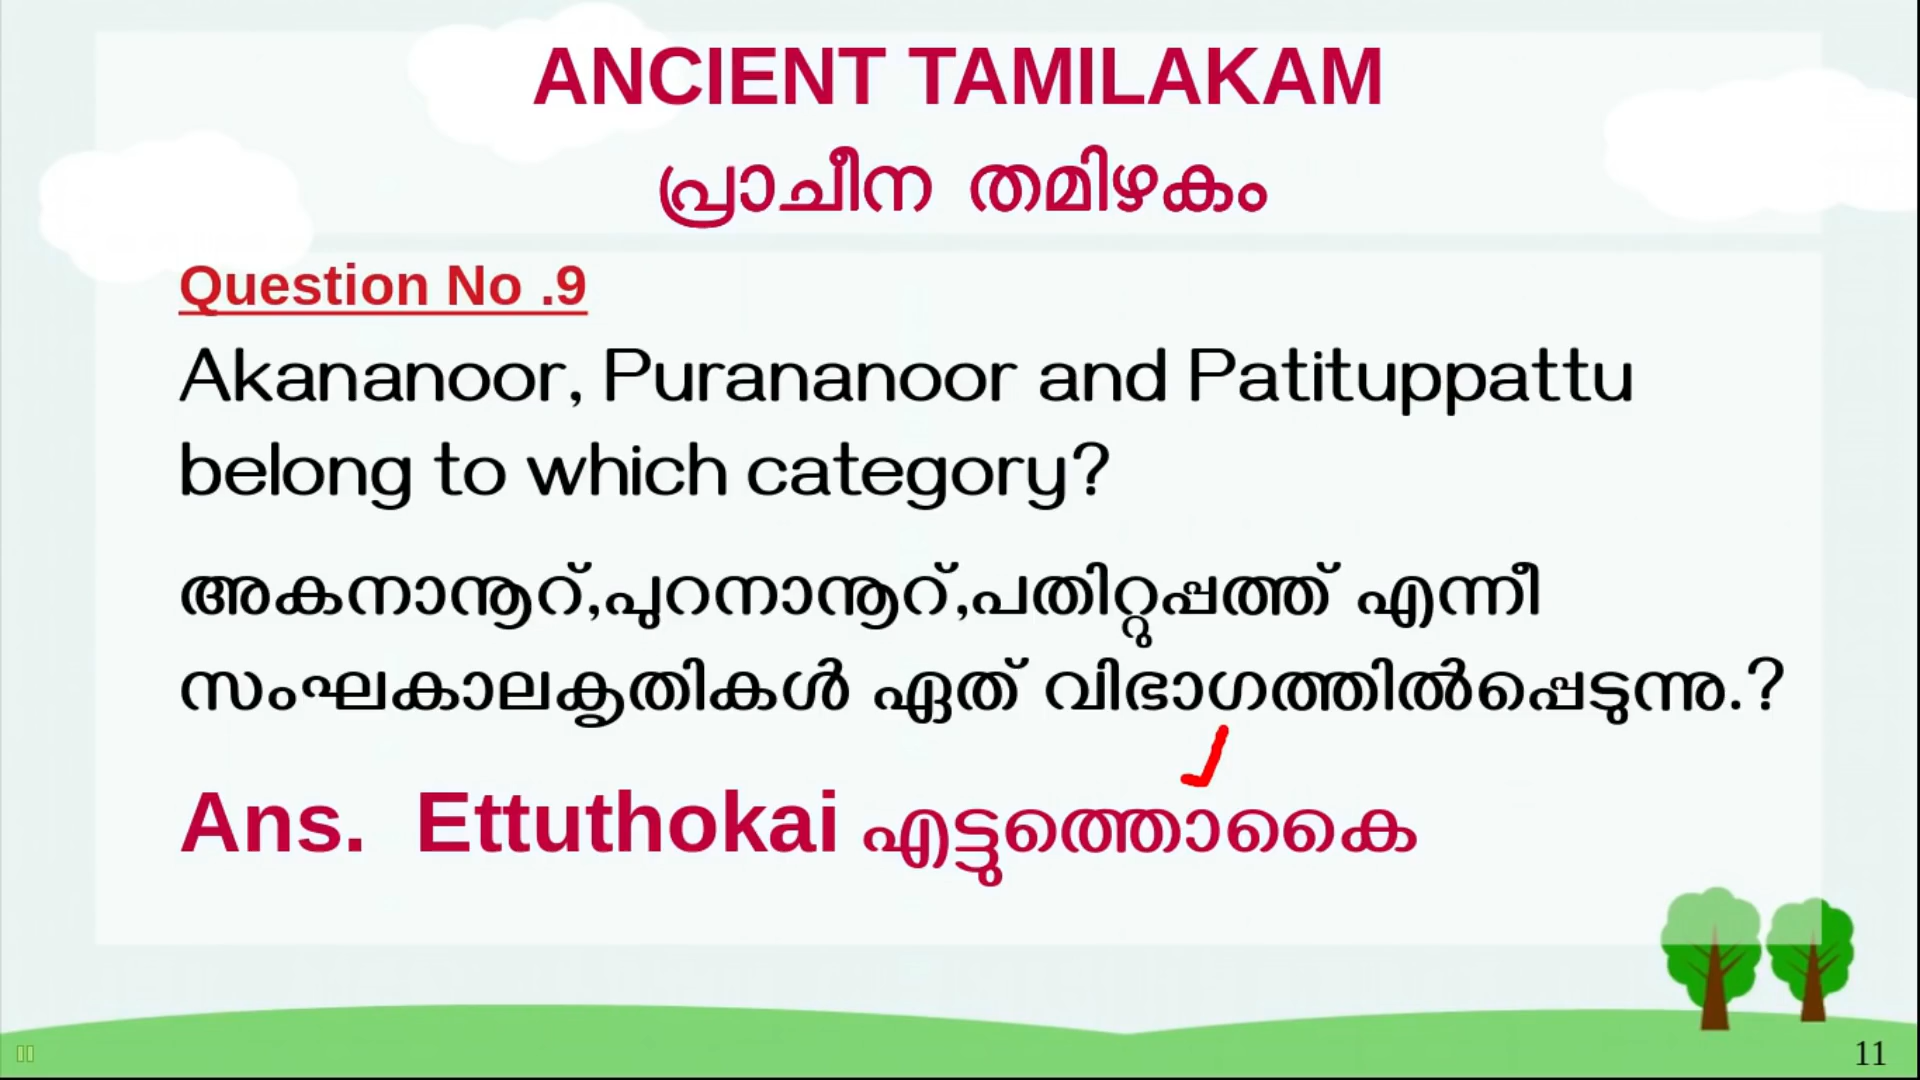 ANCIENT TAMILAKAM
പ്രാചീന തമിഴകം
Question No .9
Akananoor, Purananoor and Patituppattu
belong to which category?
അകനാനൂറ്,പുറനാനൂറ്,പതിറ്റുപ്പത്ത് എന്നീ
സംഘകാലകൃതികൾ ഏത് വിഭാഗത്തിൽപ്പെടുന്നു.?
Ans. Ettuthokai എട്ടുത്തൊകൈ
11